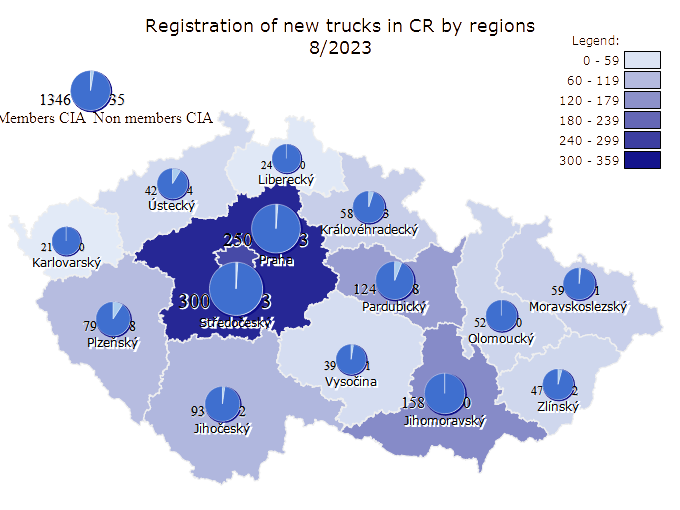 Registration of new trucks in CR by regions
8/2023
Legend:
0 - 59
60 - 119
120 - 179
180 - 239
240 - 299
300 - 359
1346 35
Members CIA Non members CIA
24 0
Liberecký
42 4
Ústecký
58 3
Královéhradecký
250 3
Praha
21 0
Karlovarský
300 3
Středočeský
124 8
Pardubický
59 1
Moravskoslezský
79 8
Plzeňský
52 0
Olomoucký
39 1
Vysočina
47 2
Zlínský
93 2
Jihočeský
158 0
Jihomoravský